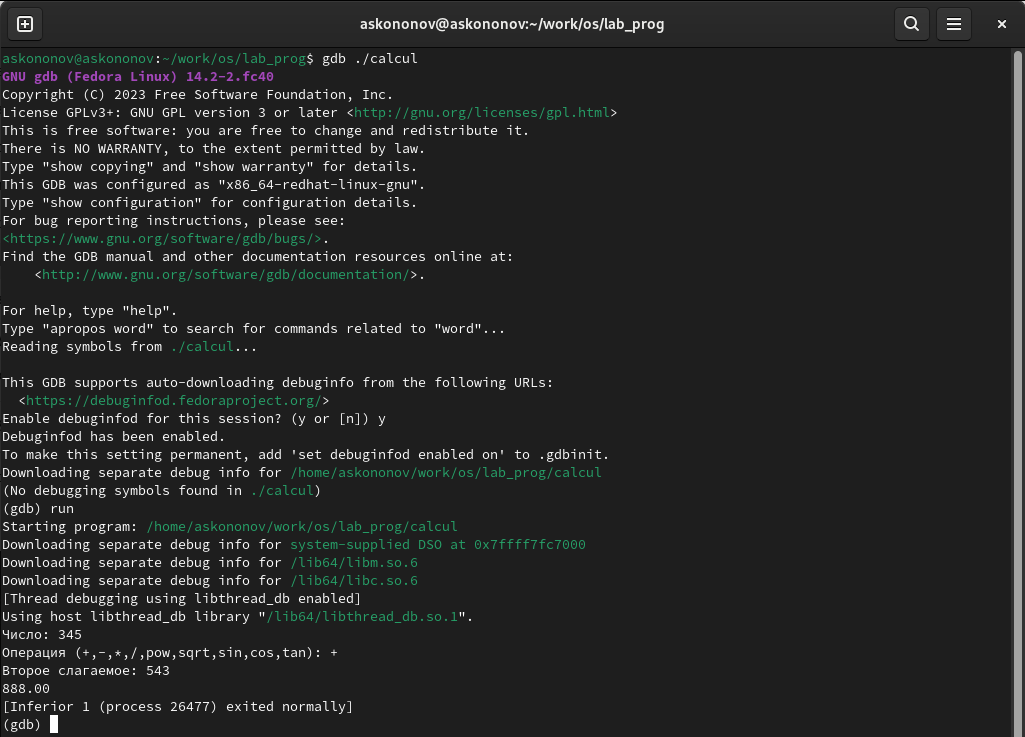 askononov@askononov:~/work/os/lab_prog
askononov@askononov:~/work/os/lab_prog$ gdb ./calcul
GNU gdb (Fedora Linux) 14.2-2.fc40
Copyright (C) 2023 Free Software Foundation, Inc.
License GPLv3+: GNU GPL version 3 or later <http://gnu.org/licenses/gpl.html>
This is free software: you are free to change and redistribute it.
There is NO WARRANTY, to the extent permitted by law.
Type "show copying" and "show warranty" for details.
This GDB was configured as "x86_64-redhat-linux-gnu".
Type "show configuration" for configuration details.
For bug reporting instructions, please see:
<https://www.gnu.org/software/gdb/bugs/>.
Find the GDB manual and other documentation resources online at:
    <http://www.gnu.org/software/gdb/documentation/>.
For help, type "help".
Type "apropos word" to search for commands related to "word"...
Reading symbols from ./calcul...
This GDB supports auto-downloading debuginfo from the following URLs:
  <https://debuginfod.fedoraproject.org/>
Enable debuginfod for this session? (y or [n]) y
Debuginfod has been enabled.
To make this setting permanent, add 'set debuginfod enabled on' to .gdbinit.
Downloading separate debug info for /home/askononov/work/os/lab_prog/calcul
(No debugging symbols found in ./calcul)
(gdb) run
Starting program: /home/askononov/work/os/lab_prog/calcul
Downloading separate debug info for system-supplied DSO at 0x7ffff7fc7000
Downloading separate debug info for /lib64/libm.so.6
Downloading separate debug info for /lib64/libc.so.6
[Thread debugging using libthread_db enabled]
Using host libthread_db library "/lib64/libthread_db.so.1".
Число: 345
Операция (+,-,*,/,pow,sqrt,sin,cos,tan): +
Второе слагаемое: 543
888.00
[Inferior 1 (process 26477) exited normally]
(gdb)